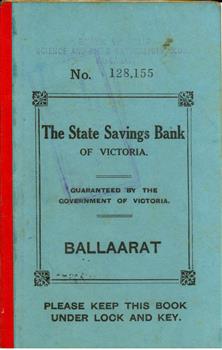 No. 128,155
The State Savings Bank
OF VICTORIA.
GUARANTEED BY THE
GOVERNMENT OF VICTORIA.
BALLAARAT
PLEASE KEEP THIS BOOK
UNDER LOCK AND KEY.